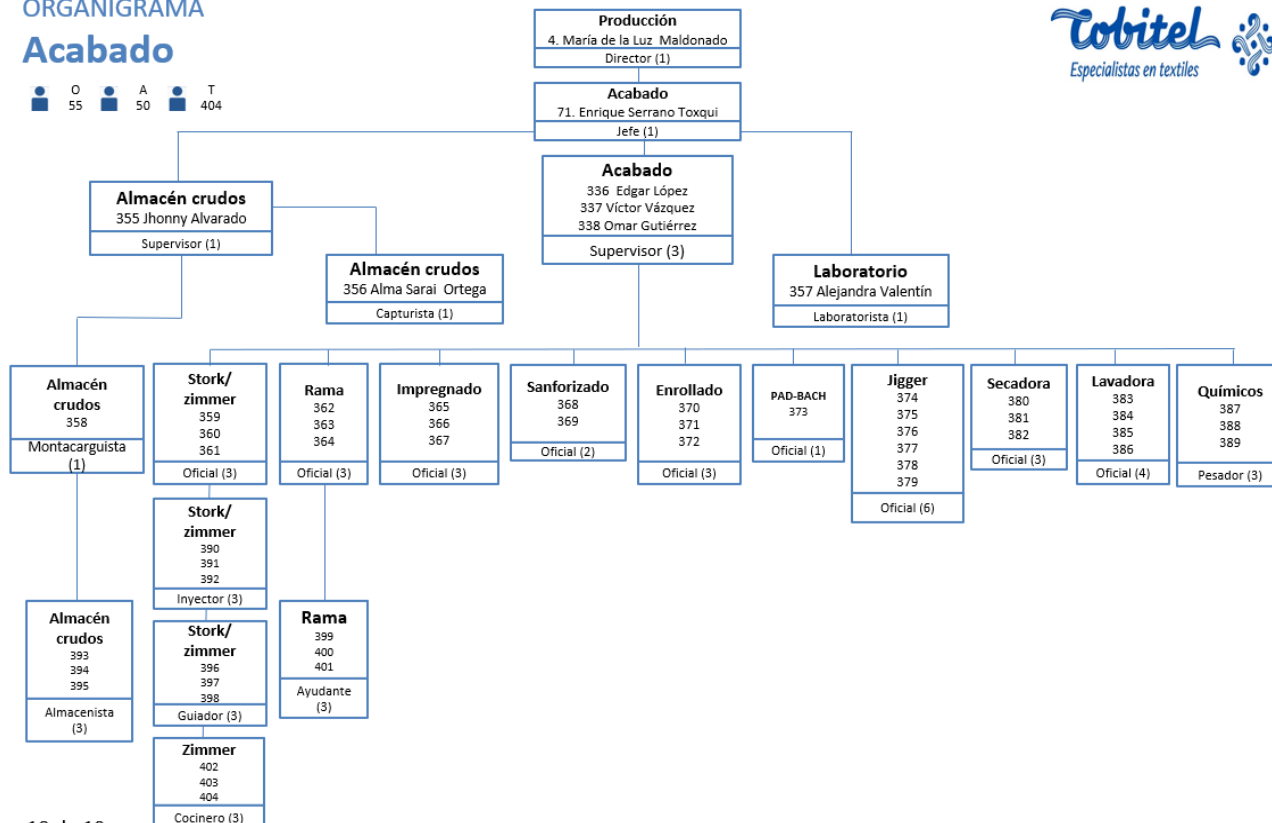 ORGANIGRAMA
Acabado
O
55
A
50
T
404
Tobitel
Especialistas en textiles
Producción
4. María de la Luz Maldonado
Director (1)
Acabado
71. Enrique Serrano Toxqui
Jefe (1)
Almacén crudos
355 Jhonny Alvarado
Supervisor (1)
Acabado
336 Edgar López
337 Víctor Vázquez
338 Omar Gutiérrez
Supervisor (3)
Almacén crudos
356 Alma Sarai Ortega
Capturista (1)
Laboratorio
357 Alejandra Valentín
Laboratorista (1)
Almacén
crudos
358
Montacarguista
(1)
Stork/
zimmer
359
360
361
Oficial (3)
Rama
362
363
364
Oficial (3)
Impregnado
365
366
367
Oficial (3)
Sanforizado
368
369
Oficial (2)
Enrollado
370
371
372
Oficial (3)
PAD-BACH
373
Oficial (1)
Jigger
374
375
376
377
378
379
Oficial (6)
Secadora
380
381
382
Oficial (3)
Lavadora
383
384
385
386
Oficial (4)
Químicos
387
388
389
Pesador (3)
Stork/
zimmer
390
391
392
Inyector (3)
Almacén
crudos
393
394
395
Almacenista
(3)
Stork/
zimmer
396
397
398
Guiador (3)
Rama
399
400
401
Ayudante
(3)
Zimmer
402
403
404
Cocinero (3)